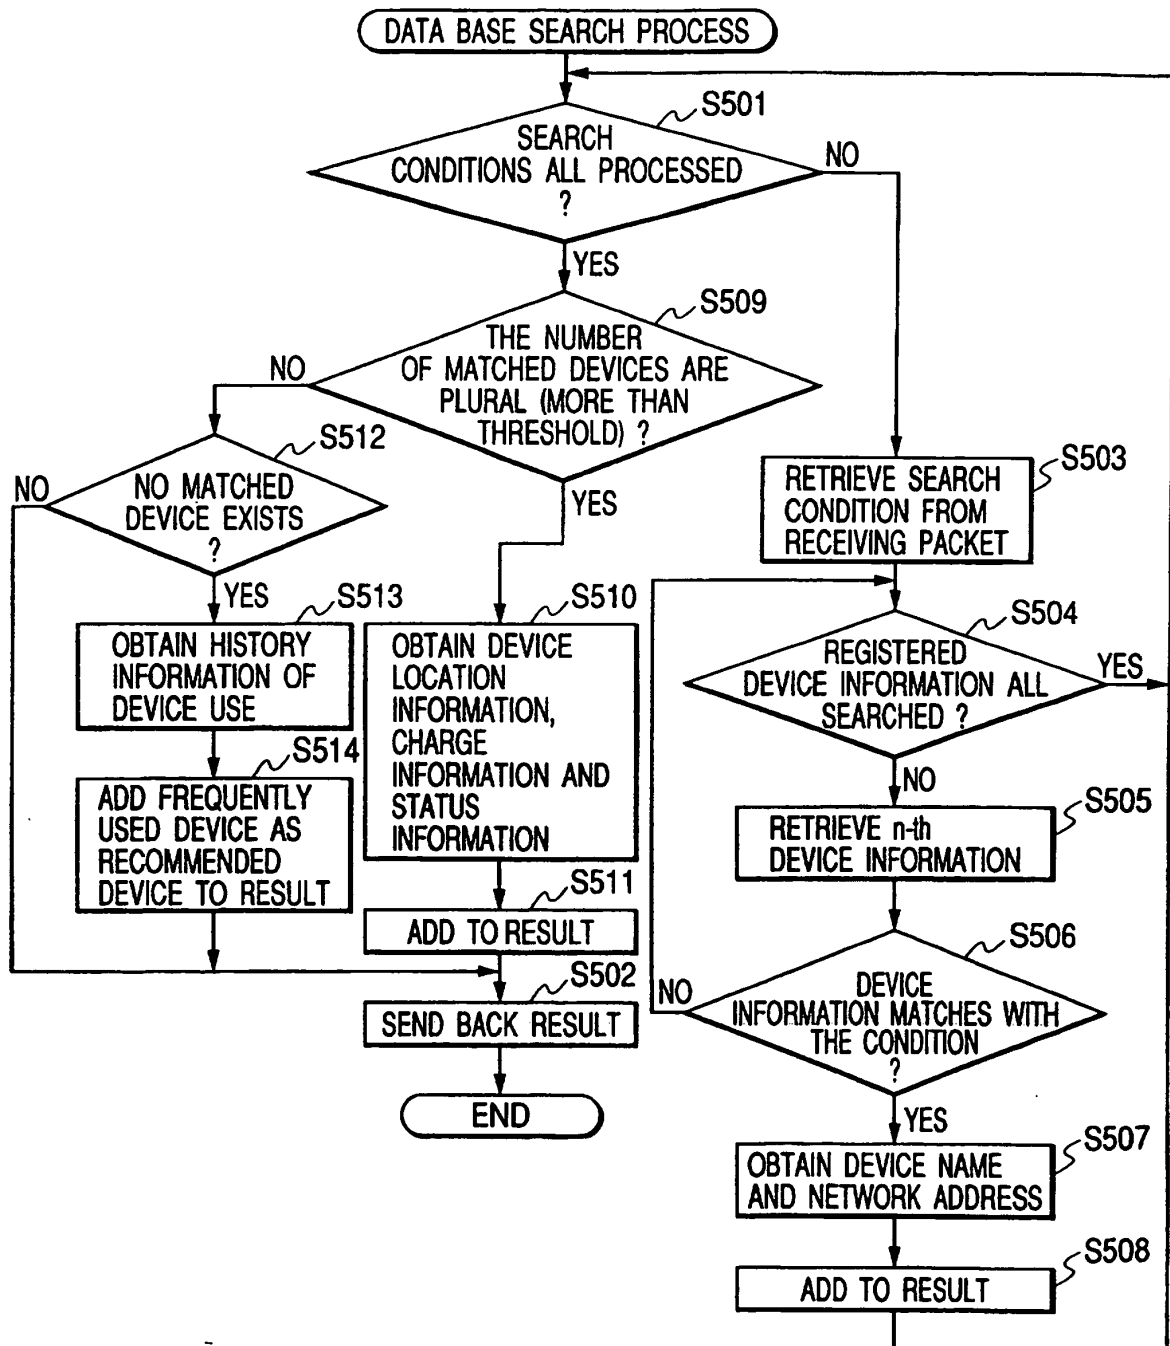 DATA BASE SEARCH PROCESS
S501
SEARCH
CONDITIONS ALL PROCESSED
?
NO
YES
S509
THE NUMBER
OF MATCHED DEVICES ARE
PLURAL (MORE THAN
THRESHOLD) ?
NO
YES
S512
NO MATCHED
DEVICE EXISTS
?
NO
YES
S513
OBTAIN HISTORY
INFORMATION OF
DEVICE USE
S514
ADD FREQUENTLY
USED DEVICE AS
RECOMMENDED
DEVICE TO RESULT
S510
OBTAIN DEVICE
LOCATION
INFORMATION,
CHARGE
INFORMATION AND
STATUS
INFORMATION
S511
ADD TO RESULT
S502
SEND BACK RESULT
END
S503
RETRIEVE SEARCH
CONDITION FROM
RECEIVING PACKET
S504
REGISTERED
DEVICE INFORMATION ALL
SEARCHED ?
YES
NO
S505
RETRIEVE n-th
DEVICE INFORMATION
S506
DEVICE
INFORMATION MATCHES WITH
THE CONDITION
?
NO
YES
S507
OBTAIN DEVICE NAME
AND NETWORK ADDRESS
S508
ADD TO RESULT